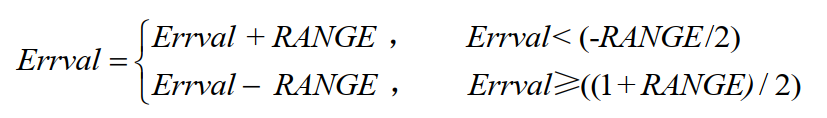 Errval = { Errval + RANGE ， Errval< (-RANGE/2)
Errval − RANGE ， Errval≥((1+RANGE) / 2)